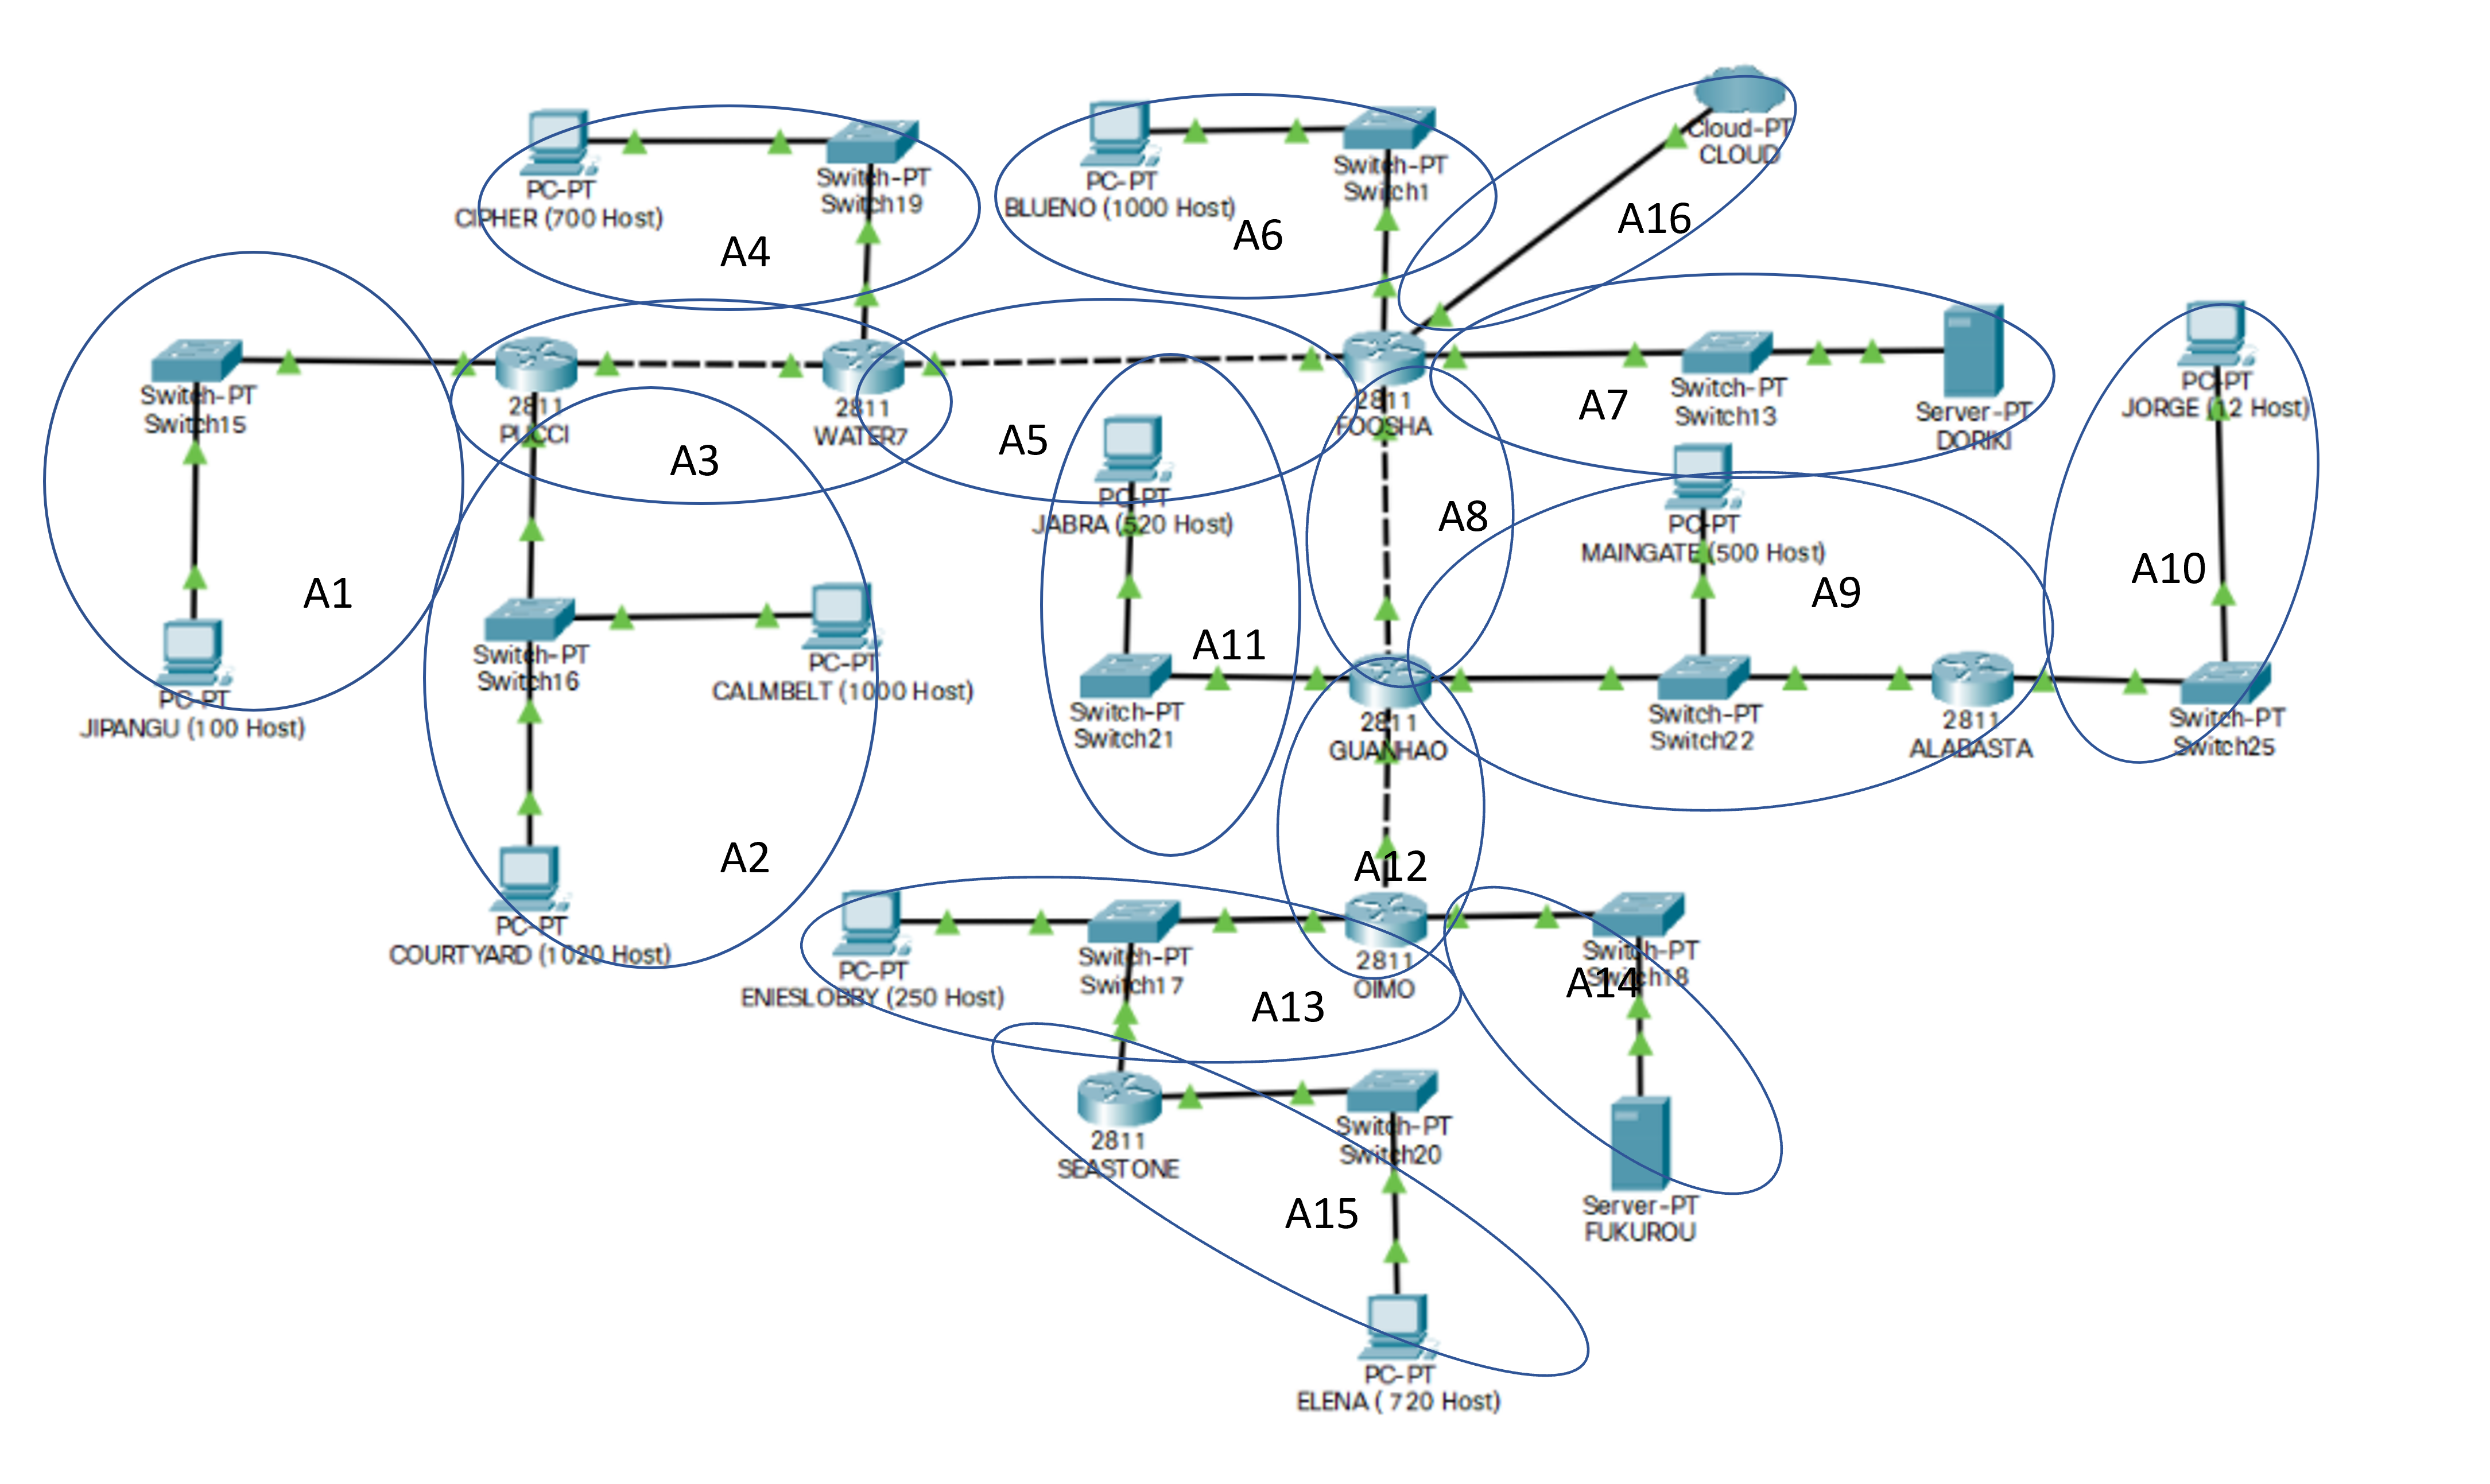 Cloud-PT
CLOUD
PC-PT
CIPHER (700 Host)
Switch-PT
Switch19
A4
PC-PT
BLUENO (1000 Host)
Switch-PT
Switch1
A6
A16
Switch-PT
Switch15
PC-PT
JIPANGU (100 Host)
A1
2811
PUCCI
2811
WATER7
A3
A5
2811
FOOSHA
A7
Switch-PT
Switch13
Server-PT
DORIKI
PC-PT
JORGE (12 Host)
PC-PT
JABRA (520 Host)
A8
PC-PT
MAINGATE (500 Host)
A9
A10
Switch-PT
Switch16
PC-PT
CALMBELT (1000 Host)
A11
Switch-PT
Switch21
2811
GUANHAO
Switch-PT
Switch22
2811
ALABASTA
Switch-PT
Switch25
A2
PC-PT
COURTYARD (1020 Host)
A12
PC-PT
ENIESLOBBY (250 Host)
Switch-PT
Switch17
A13
2811
OIMO
Switch-PT
Switch18
A14
2811
SEASTONE
Switch-PT
Switch20
A15
Server-PT
FUKUROU
PC-PT
ELENA ( 720 Host)